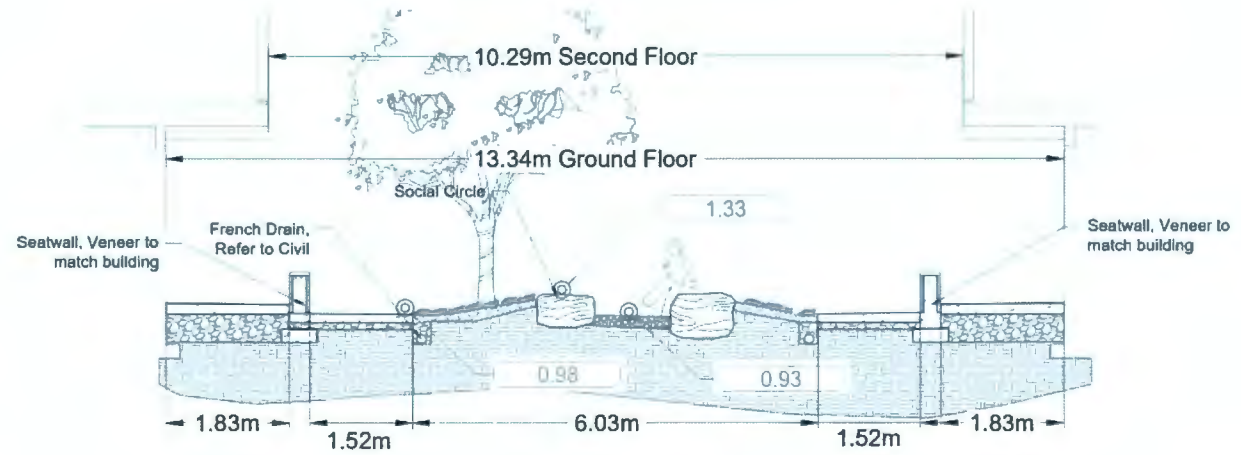 10.29m Second Floor
13.34m Ground Floor
Social Circle
1.33
French Drain,
Refer to Civil
Seatwall, Veneer to
match building
Seatwall, Veneer to
match building
0.98
0.93
1.83m
1.52m
6.03m
1.52m
1.83m